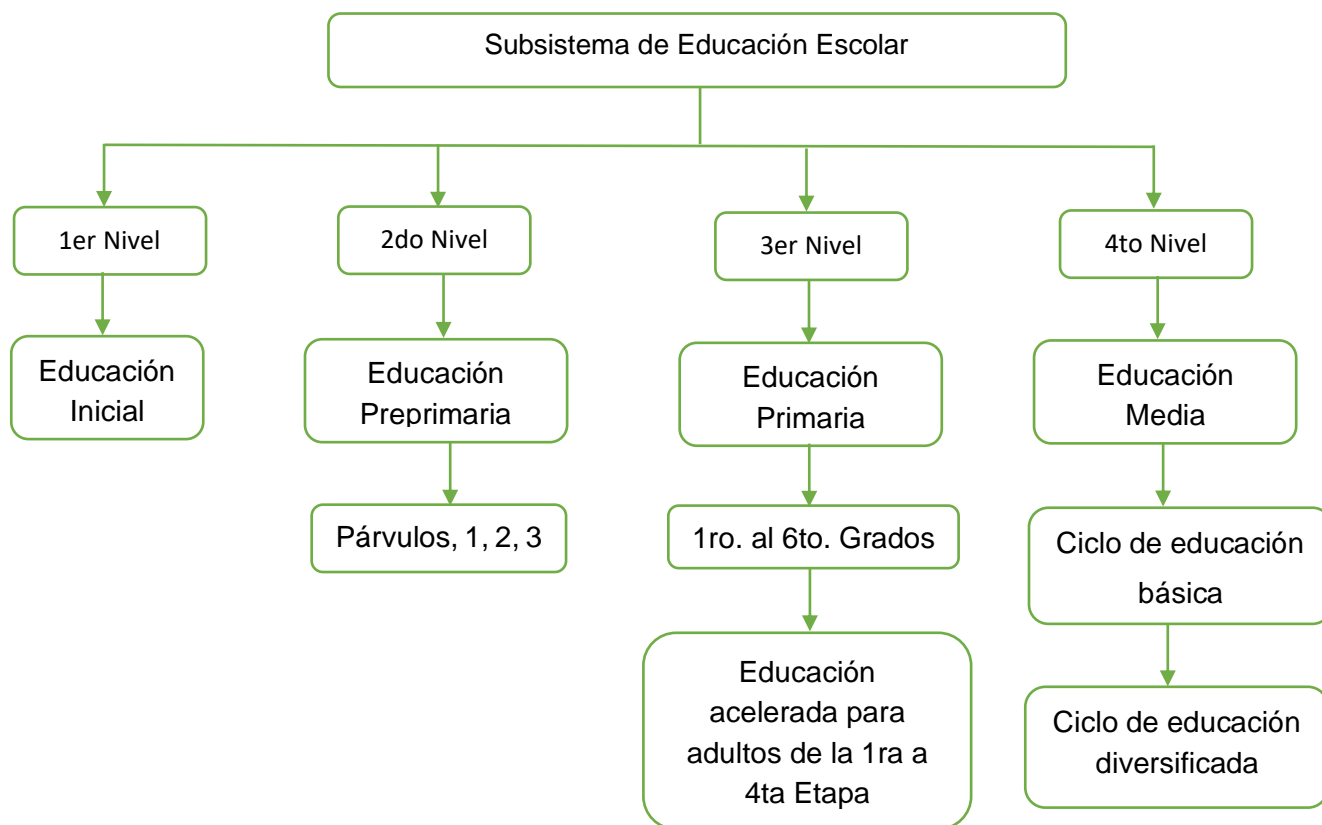 Subsistema de Educación Escolar
1er Nivel
2do Nivel
3er Nivel
4to Nivel
Educación
Inicial
Educación
Preprimaria
Educación
Primaria
Educación
Media
Párvulos, 1, 2, 3
1ro. al 6to. Grados
Ciclo de educación
básica
Educación
acelerada para
adultos de la 1ra a
4ta Etapa
Ciclo de educación
diversificada